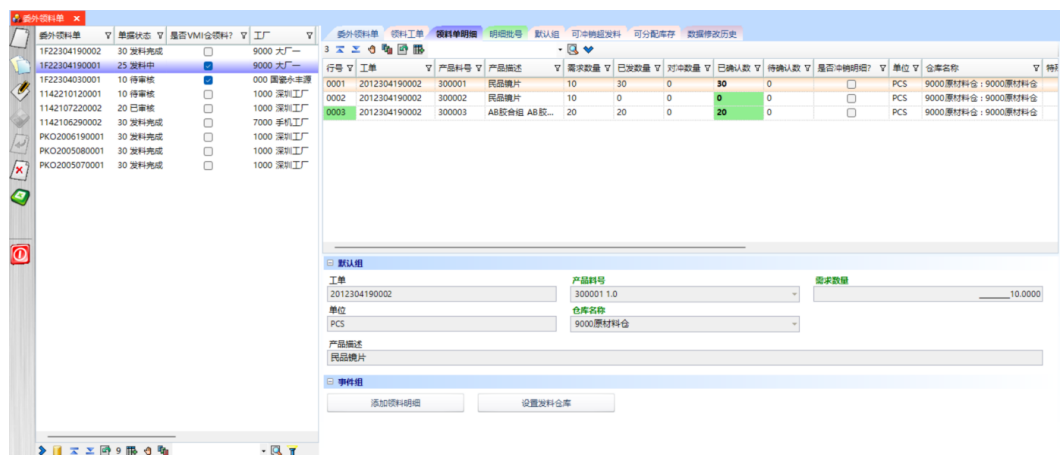 委外领料单 ×
委外领料单 单据状态 是否VMI仓领料? 工厂
1F22304190002 30 发料完成 9000 大厂一
1F22304190001 25 发料中 9000 大厂一
1F22304030001 10 待审核 000 国瓷永丰源
1142210120001 10 待审核 1000 深圳工厂
1142107220002 20 已审核 1000 深圳工厂
1142106290002 30 发料完成 7000 手机工厂
PKO2006190001 30 发料完成 1000 深圳工厂
PKO2005080001 30 发料完成 1000 深圳工厂
PKO2005070001 30 发料完成 1000 深圳工厂
9
委外领料单 领料工单 领料单明细 明细批号 默认组 可冲销超发料 可分配库存 数据修改历史
3
行号 工单 产品料号 产品描述 需求数量 已发数量 对冲数量 已确认数 待确认数 是否冲销明细? 单位 仓库名称
0001 2012304190002 300001 民品镜片 10 30 0 30 0 PCS 9000原材料仓:9000原材料仓
0002 2012304190002 300002 民品镜片 10 0 0 0 0 PCS 9000原材料仓:9000原材料仓
0003 2012304190002 300003 AB胶合组 AB胶... 20 20 0 20 0 PCS 9000原材料仓:9000原材料仓
默认组
工单 产品料号 需求数量
2012304190002 300001 1.0 ______10.0000
单位 仓库名称
PCS 9000原材料仓
产品描述
民品镜片
事件组
添加领料明细 设置发料仓库